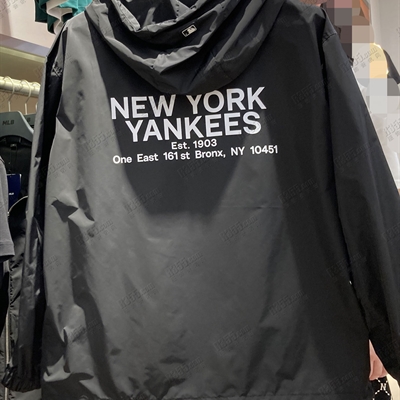 NEW YORK
YANKEES
Est. 1903
One East 161st Bronx, NY 10451